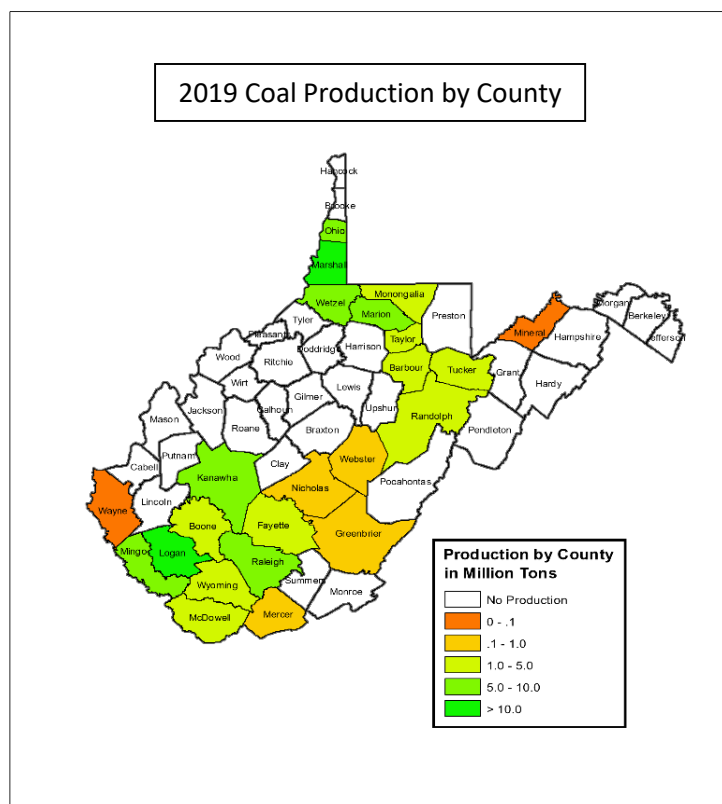 2019 Coal Production by County
Hancock
Brooke
Ohio
Marshall
Wetzel
Monongalia
Marion
Preston
Morgan
Berkeley
Jefferson
Mineral
Hampshire
Tyler
Pleasants
Doddridge
Harrison
Taylor
Wood
Ritchie
Barbour
Tucker
Grant
Hardy
Wirt
Lewis
Gilmer
Calhoun
Upshur
Randolph
Jackson
Mason
Roane
Braxton
Pendleton
Putnam
Cabell
Clay
Webster
Kanawha
Pocahontas
Nicholas
Lincoln
Wayne
Boone
Fayette
Greenbrier
Mingo
Logan
Raleigh
Summers
Wyoming
Monroe
Mercer
McDowell
Production by County
in Million Tons
No Production
0 - .1
.1 - 1.0
1.0 - 5.0
5.0 - 10.0
> 10.0